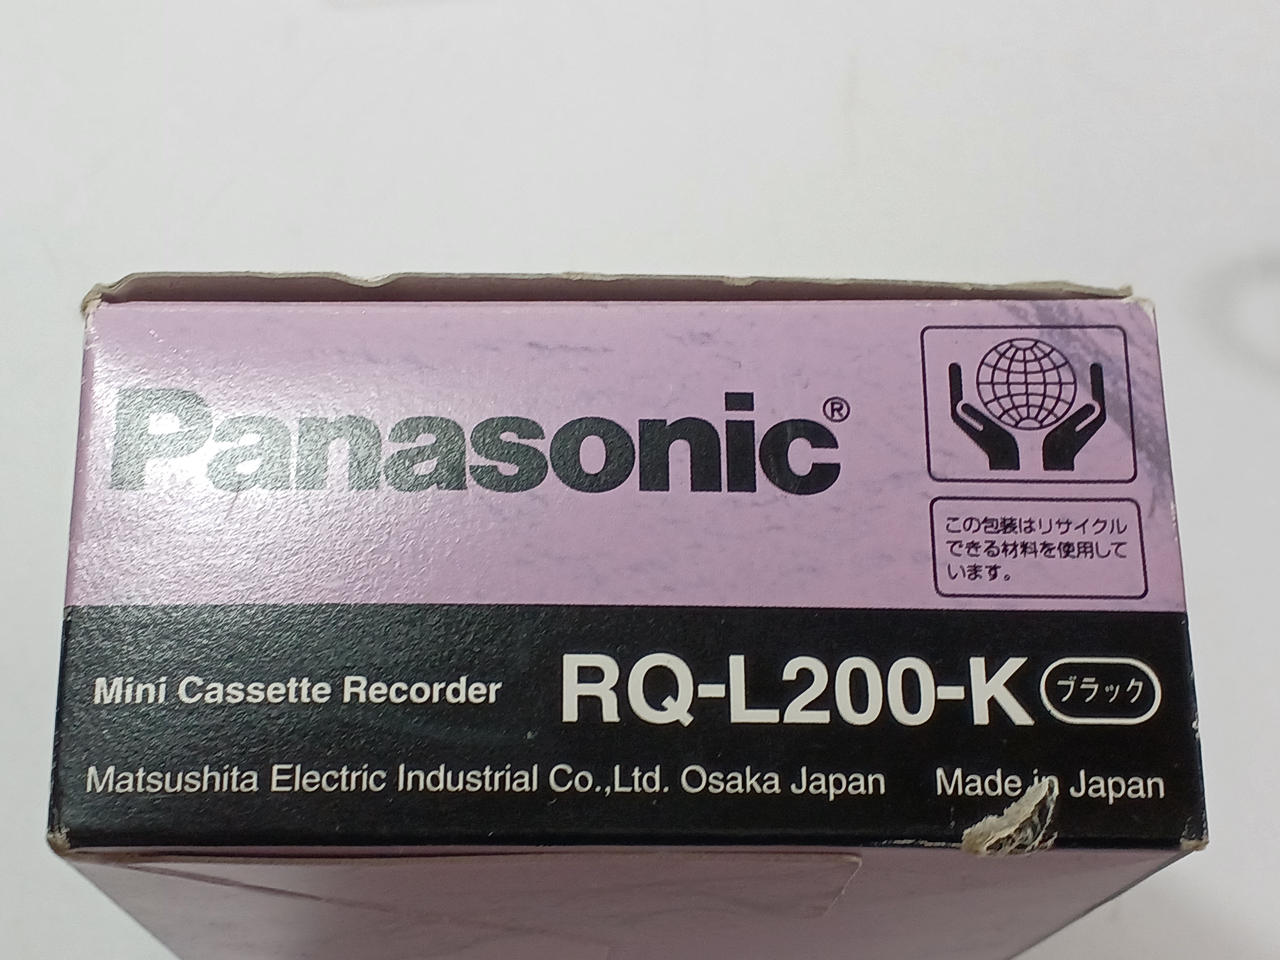 Panasonic®
この包装はリサイクル
できる材料を使用して
います。
Mini Cassette Recorder RQ-L200-K ブラック
Matsushita Electric Industrial Co.,Ltd. Osaka Japan Made in Japan